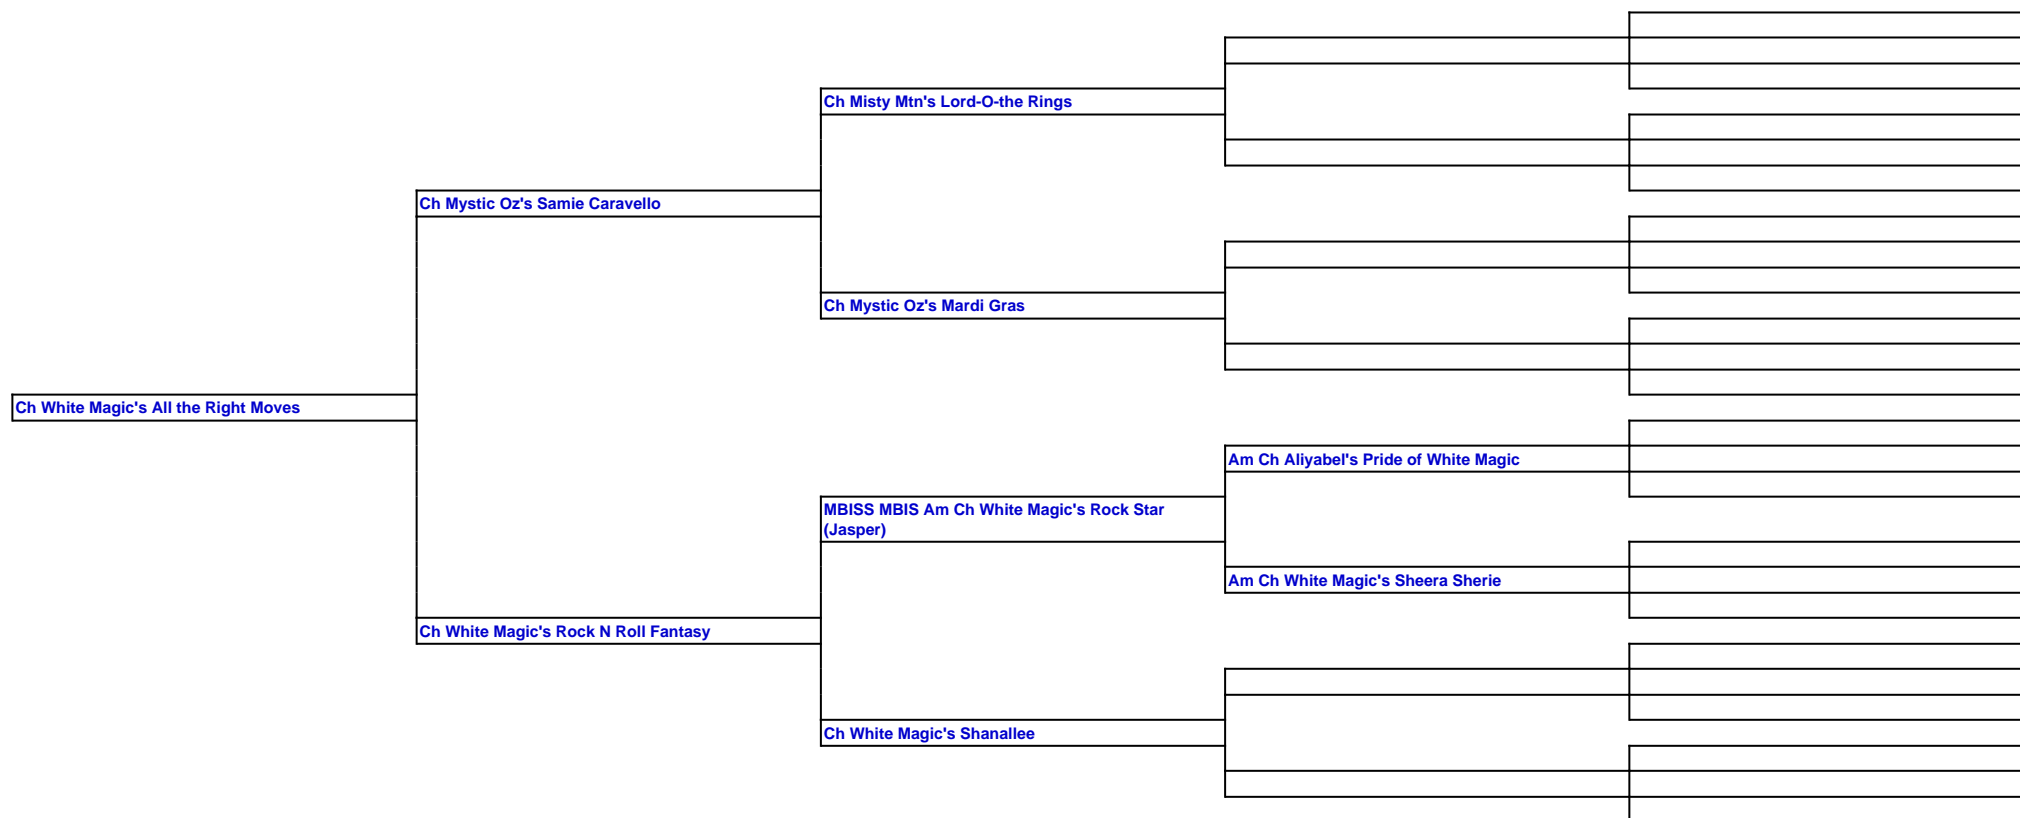 Ch Misty Mtn's Lord-O-the Rings
Ch Mystic Oz's Samie Caravello
Ch Mystic Oz's Mardi Gras
Ch White Magic's All the Right Moves
Am Ch Aliyabel's Pride of White Magic
MBISS MBIS Am Ch White Magic's Rock Star
(Jasper)
Am Ch White Magic's Sheera Sherie
Ch White Magic's Rock N Roll Fantasy
Ch White Magic's Shanallee